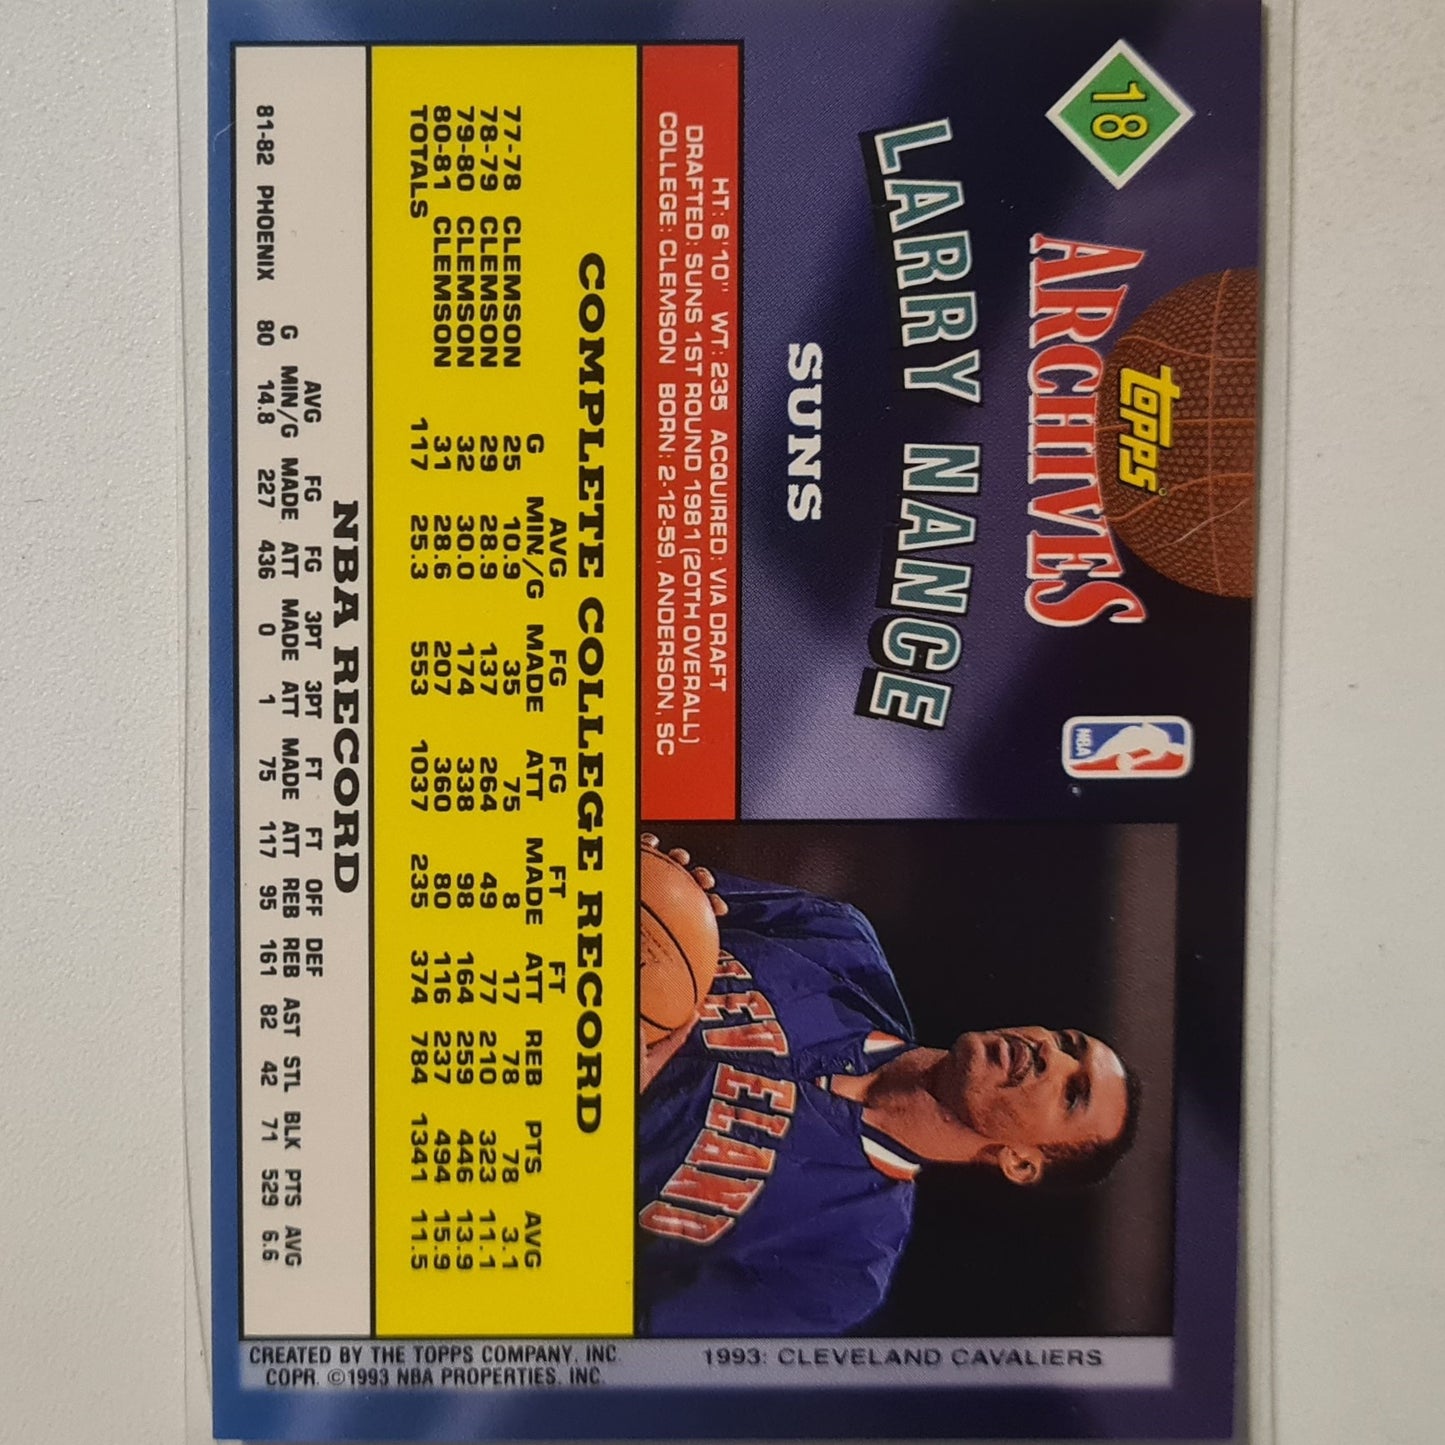 18
ARCHIVES
TOPPS
NBA
LARRY NANCE
SUNS
HT: 6'10" WT: 235 ACQUIRED: VIA DRAFT
DRAFTED: SUNS 1ST ROUND 1981 (20TH OVERALL)
COLLEGE: CLEMSON BORN: 2-12-59, ANDERSON, SC
CLEVELAND
1993: CLEVELAND CAVALIERS
COMPLETE COLLEGE RECORD
AVG FG FG FT FT
G MIN/G MADE ATT MADE ATT REB PTS AVG
77-78 CLEMSON 25 10.9 35 75 8 17 78 78 3.1
78-79 CLEMSON 29 28.9 137 264 49 77 210 323 11.1
79-80 CLEMSON 32 30.0 174 338 98 164 259 446 13.9
80-81 CLEMSON 31 28.6 207 360 80 116 237 494 15.9
TOTALS 117 25.3 553 1037 235 374 784 1341 11.5
NBA RECORD
AVG FG FG 3PT 3PT FT FT OFF DEF
G MIN/G MADE ATT MADE ATT MADE ATT REB REB AST STL BLK PTS AVG
81-82 PHOENIX 80 14.8 227 436 0 1 75 117 95 161 82 42 71 529 6.6
CREATED BY THE TOPPS COMPANY, INC.
COPR. ©1993 NBA PROPERTIES, INC.